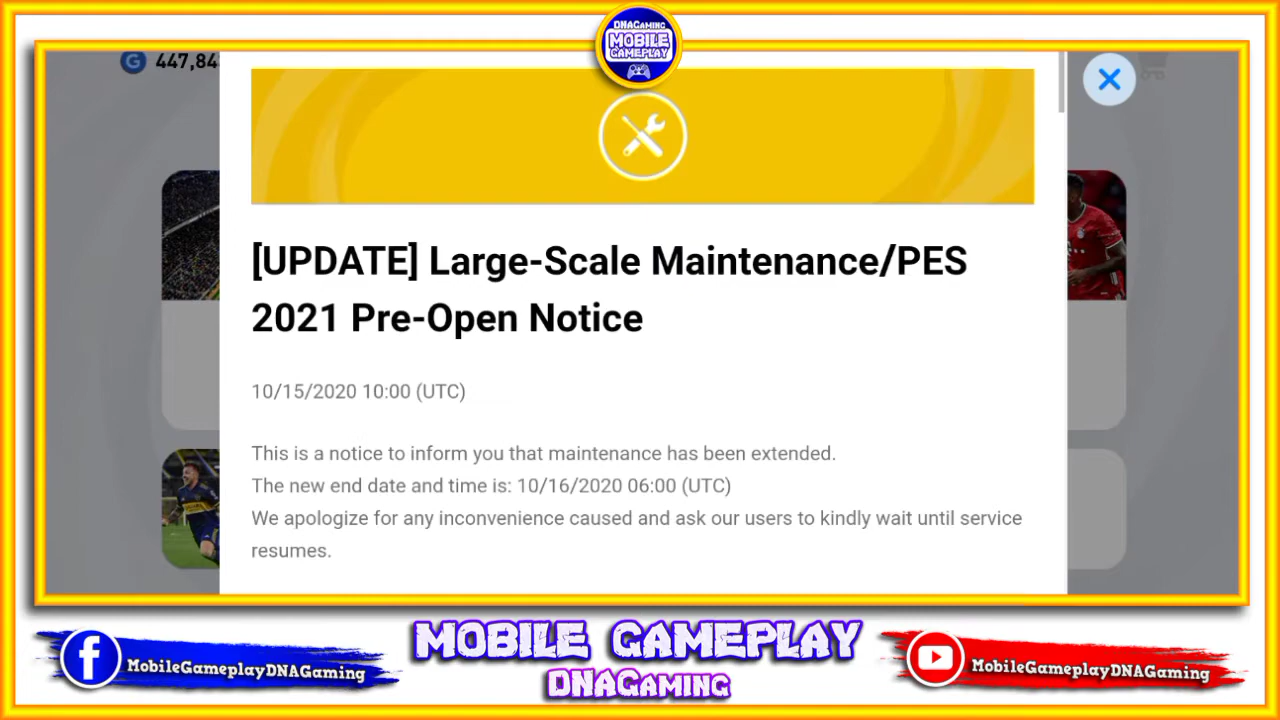 DNAGaming
MOBILE
GAMEPLAY
G 447,84
[UPDATE] Large-Scale Maintenance/PES
2021 Pre-Open Notice
10/15/2020 10:00 (UTC)
This is a notice to inform you that maintenance has been extended.
The new end date and time is: 10/16/2020 06:00 (UTC)
We apologize for any inconvenience caused and ask our users to kindly wait until service
resumes.
MOBILE GAMEPLAY
DNAGAMING
f MobileGameplayDNAGaming
MobileGameplayDNAGaming